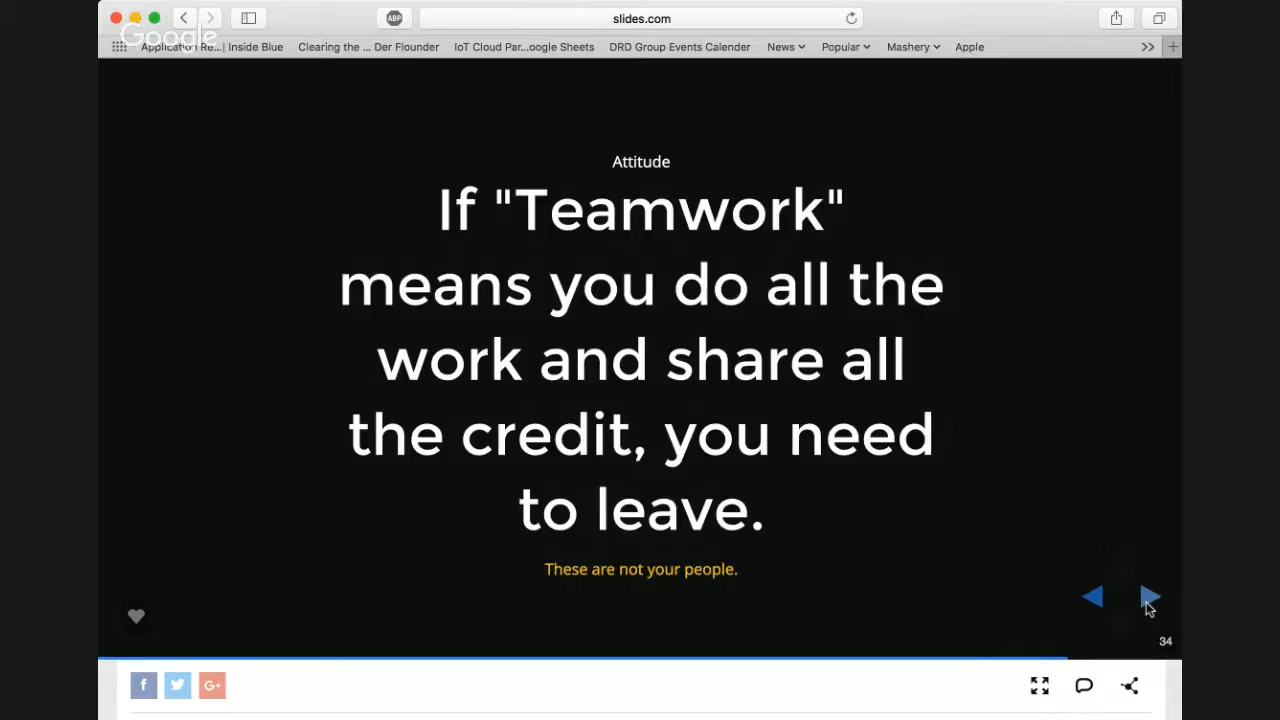 ABP
slides.com
Google
Applicatio Re...| Inside Blue
Clearing the ... Der Flounder
IoT Cloud Par...oogle Sheets
DRD Group Events Calender
News
Popular
Mashery
Apple
Attitude
If "Teamwork"
means you do all the
work and share all
the credit, you need
to leave.
These are not your people.
34
f
G+